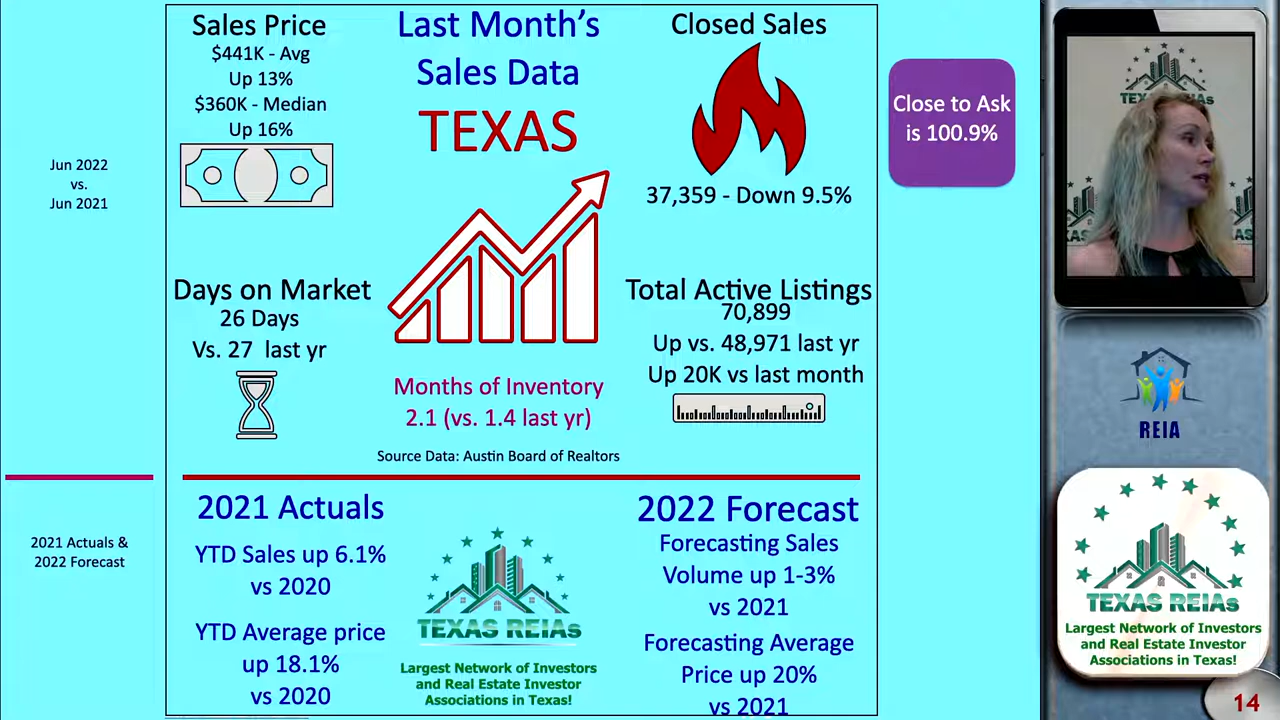 Jun 2022
vs.
Jun 2021
Sales Price
$441K - Avg
Up 13%
$360K - Median
Up 16%
Last Month's
Sales Data
TEXAS
Closed Sales
37,359 - Down 9.5%
Close to Ask
is 100.9%
Days on Market
26 Days
Vs. 27 last yr
Months of Inventory
2.1 (vs. 1.4 last yr)
Total Active Listings
70,899
Up vs. 48,971 last yr
Up 20K vs last month
Source Data: Austin Board of Realtors
2021 Actuals &
2022 Forecast
2021 Actuals
YTD Sales up 6.1%
vs 2020
YTD Average price
up 18.1%
vs 2020
TEXAS REIAs
Largest Network of Investors
and Real Estate Investor
Associations in Texas!
2022 Forecast
Forecasting Sales
Volume up 1-3%
vs 2021
Forecasting Average
Price up 20%
vs 2021
TEXAS REIAs
REIA
TEXAS REIAs
Largest Network of Investors
and Real Estate Investor
Associations in Texas!
14